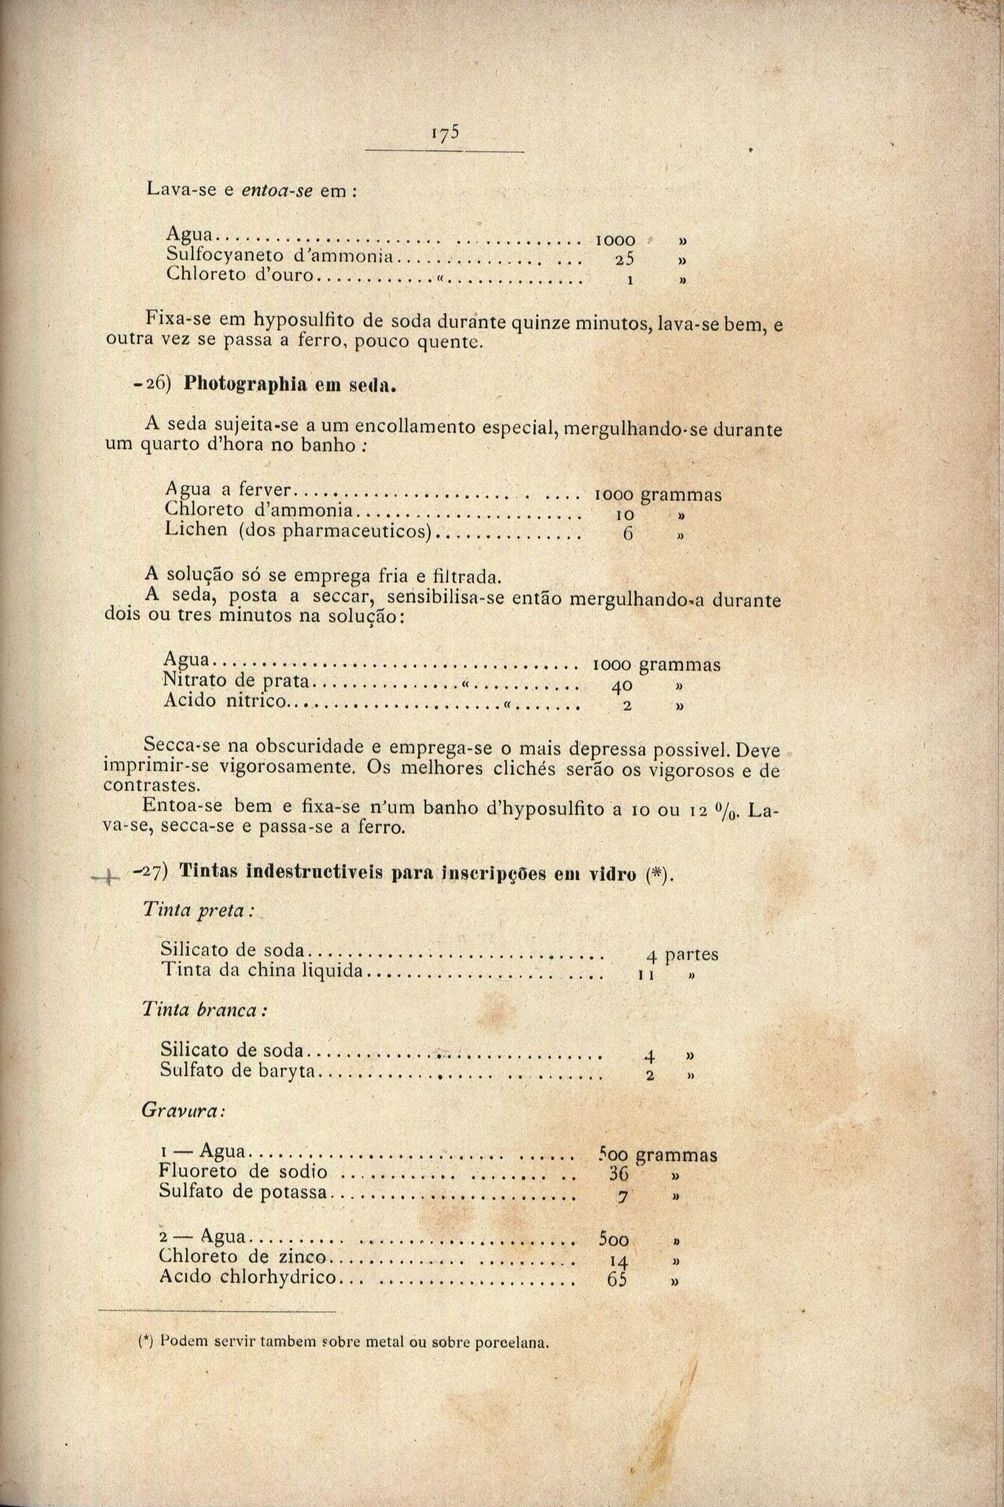 175
Lava-se e entoa-se em :
Agua........................ ............. 1000 »
Sulfocyaneto d'ammonia............... ... 25 »
Chloreto d'ouro............«.............. 1 »
Fixa-se em hyposulfito de soda durante quinze minutos, lava-se bem, e
outra vez se passa a ferro, pouco quente.
-26) Photographia em seda.
A seda sujeita-se a um encollamento especial, mergulhando-se durante
um quarto d'hora no banho :
Agua a ferver...................... . .... 1000 grammas
Chloreto d'ammonia....................... 10 »
Lichen (dos pharmaceuticos)............... 6 »
A solução só se emprega fria e filtrada.
A seda, posta a seccar, sensibilisa-se então mergulhando-a durante
dois ou tres minutos na solução:
Agua..................................... 1000 grammas
Nitrato de prata...............«........... 40 »
Acido nitrico......................«....... 2 »
Secca-se na obscuridade e emprega-se o mais depressa possivel. Deve
imprimir-se vigorosamente. Os melhores clichés serão os vigorosos e de
contrastes.
Entoa-se bem e fixa-se n'um banho d'hyposulfito a 10 ou 12 %. La-
va-se, secca-se e passa-se a ferro.
-27) Tintas indestructiveis para inscripções em vidro (*).
Tinta preta :
Silicato de soda.............................. 4 partes
Tinta da china liquida................... .... 11 »
Tinta branca :
Silicato de soda.............................. 4 »
Sulfato de baryta.................. .. ....... 2 »
Gravura :
1 — Agua.......................... ...... 500 grammas
Fluoreto de sodio ............ ........ .. 36 »
Sulfato de potassa......................... 7 »
2 — Agua.......... ...................... 500 »
Chloreto de zinco.............. .......... 14 »
Acido chlorhydrico... .................... 65 »
(*) Podem servir tambem sobre metal ou sobre porcelana.